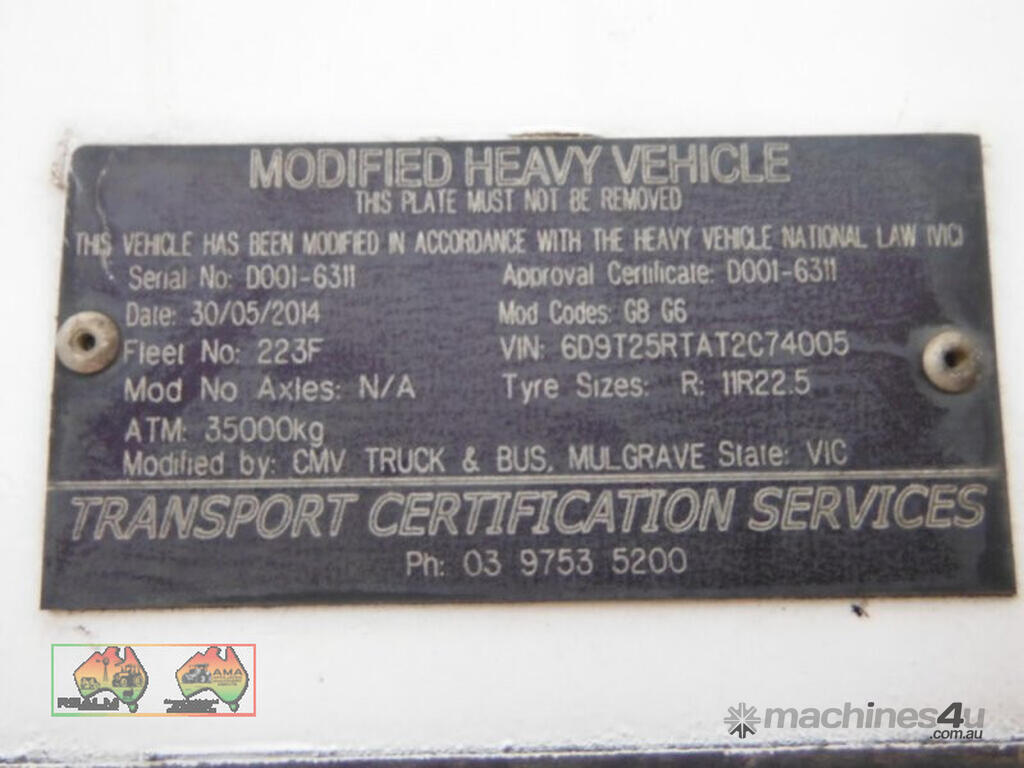 MODIFIED HEAVY VEHICLE
THIS PLATE MUST NOT BE REMOVED
THIS VEHICLE HAS BEEN MODIFIED IN ACCORDANCE WITH THE HEAVY VEHICLE NATIONAL LAW (VIC)
Serial No: D001-6311 Approval Certificate: D001-6311
Date: 30/05/2014 Mod Codes: G8 G6
Fleet No: 223F VIN: 6D9T25RTAT2C74005
Mod No Axles: N/A Tyre Sizes: R: 11R22.5
ATM: 35000kg
Modified by: CMV TRUCK & BUS, MULGRAVE State: VIC
TRANSPORT CERTIFICATION SERVICES
Ph: 03 9753 5200
REALM AMA
machines4u
.com.au